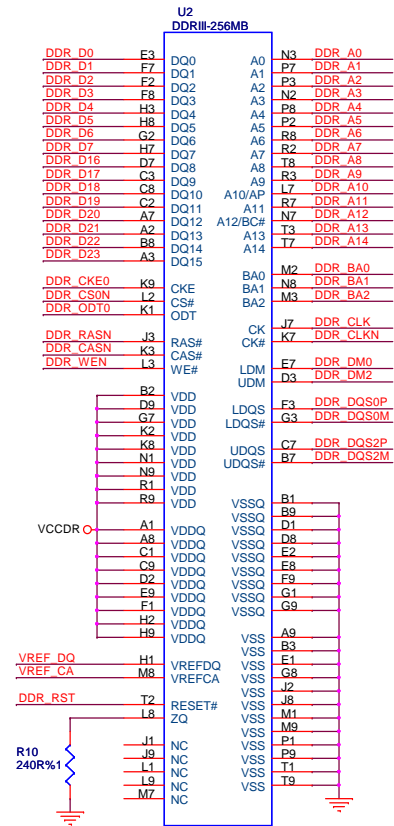 U2
DDRIII-256MB
DDR_D0 E3 DQ0 A0 N3 DDR_A0
DDR_D1 F7 DQ1 A1 P7 DDR_A1
DDR_D2 F2 DQ2 A2 P3 DDR_A2
DDR_D3 F8 DQ3 A3 N2 DDR_A3
DDR_D4 H3 DQ4 A4 P8 DDR_A4
DDR_D5 H8 DQ5 A5 P2 DDR_A5
DDR_D6 G2 DQ6 A6 R8 DDR_A6
DDR_D7 H7 DQ7 A7 R2 DDR_A7
DDR_D16 D7 DQ8 A8 T8 DDR_A8
DDR_D17 C3 DQ9 A9 R3 DDR_A9
DDR_D18 C8 DQ10 A10/AP L7 DDR_A10
DDR_D19 C2 DQ11 A11 R7 DDR_A11
DDR_D20 A7 DQ12 A12/BC# N7 DDR_A12
DDR_D21 A2 DQ13 A13 T3 DDR_A13
DDR_D22 B8 DQ14 A14 T7 DDR_A14
DDR_D23 A3 DQ15
BA0 M2 DDR_BA0
DDR_CKE0 K9 CKE BA1 N8 DDR_BA1
DDR_CS0N L2 CS# BA2 M3 DDR_BA2
DDR_ODT0 K1 ODT
CK J7 DDR_CLK
DDR_RASN J3 RAS# CK# K7 DDR_CLKN
DDR_CASN K3 CAS#
DDR_WEN L3 WE# LDM E7 DDR_DM0
UDM D3 DDR_DM2
B2 VDD
D9 VDD LDQS F3 DDR_DQS0P
G7 VDD LDQS# G3 DDR_DQS0M
K2 VDD
K8 VDD UDQS C7 DDR_DQS2P
N1 VDD UDQS# B7 DDR_DQS2M
N9 VDD
R1 VDD
R9 VDD VSSQ B1
VSSQ B9
VCCDR A1 VDDQ VSSQ D1
A8 VDDQ VSSQ D8
C1 VDDQ VSSQ E2
C9 VDDQ VSSQ E8
D2 VDDQ VSSQ F9
E9 VDDQ VSSQ G1
F1 VDDQ VSSQ G9
H2 VDDQ
H9 VDDQ VSS A9
VSS B3
VREF_DQ H1 VREFDQ VSS E1
VREF_CA M8 VREFCA VSS G8
VSS J2
DDR_RST T2 RESET# VSS J8
L8 ZQ VSS M1
VSS M9
J1 NC VSS P1
J9 NC VSS P9
L1 NC VSS T1
L9 NC VSS T9
M7 NC
R10
240R%1